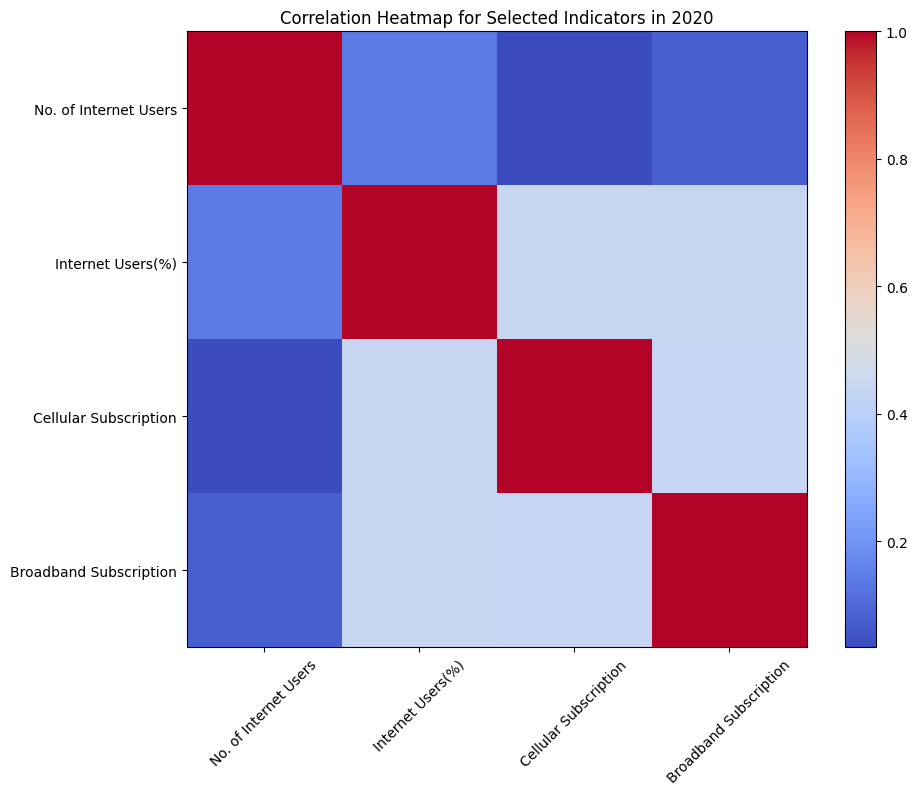 Correlation Heatmap for Selected Indicators in 2020
No. of Internet Users
Internet Users(%)
Cellular Subscription
Broadband Subscription
No. of Internet Users
Internet Users(%)
Cellular Subscription
Broadband Subscription
1.0
0.8
0.6
0.4
0.2